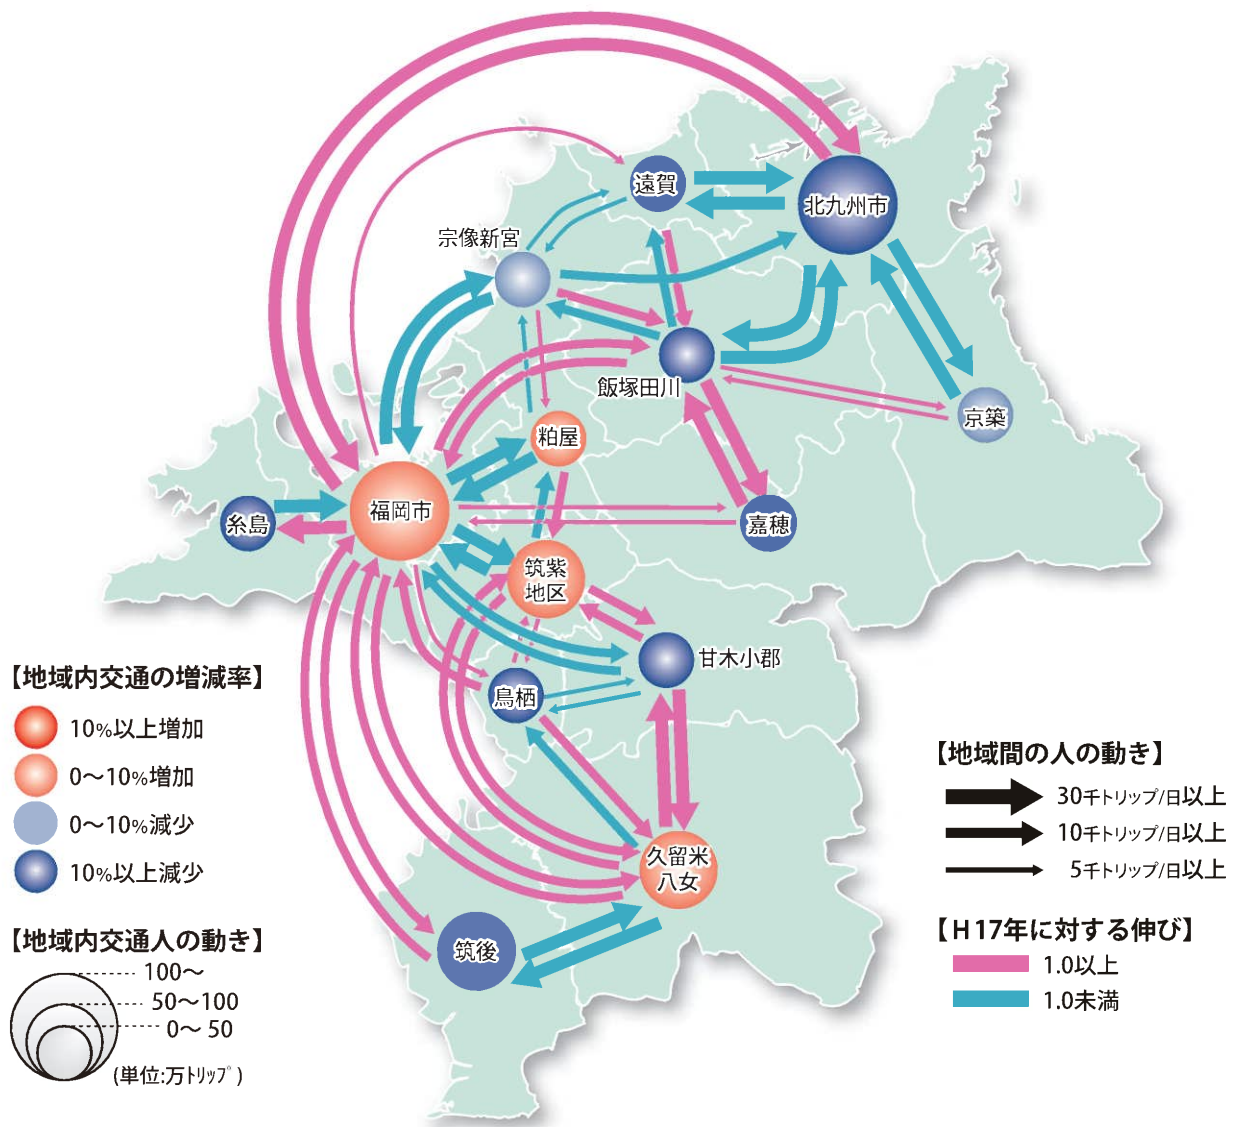 遠賀
北九州市
宗像新宮
飯塚田川
京築
粕屋
福岡市
糸島
嘉穂
筑紫
地区
甘木小郡
鳥栖
久留米
八女
筑後
【地域内交通の増減率】
10%以上増加
0〜10%増加
0〜10%減少
10%以上減少
【地域内交通人の動き】
100〜
50〜100
0〜50
(単位:万トリップ)
【地域間の人の動き】
30千トリップ/日以上
10千トリップ/日以上
5千トリップ/日以上
【H17年に対する伸び】
1.0以上
1.0未満